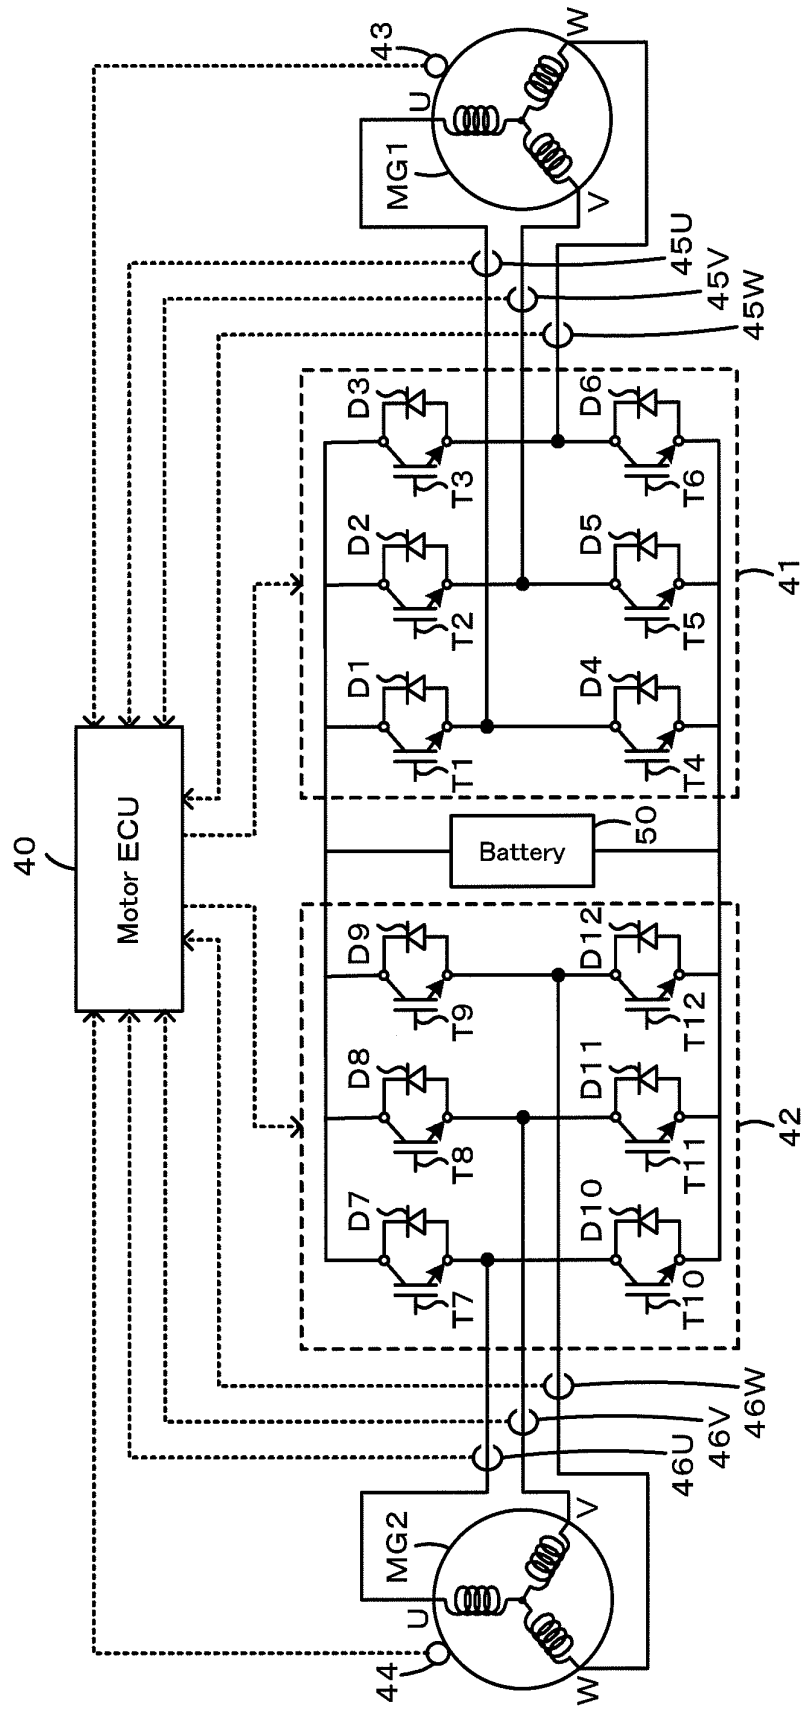 40
Motor ECU
44
43
MG2
MG1
U
U
D7
D8
D9
D1
D2
D3
T7
T8
T9
T1
T2
T3
Battery
50
W
V
V
W
D10
D11
D12
D4
D5
D6
T10
T11
T12
T4
T5
T6
46U
46V
46W
45W
45V
45U
42
41